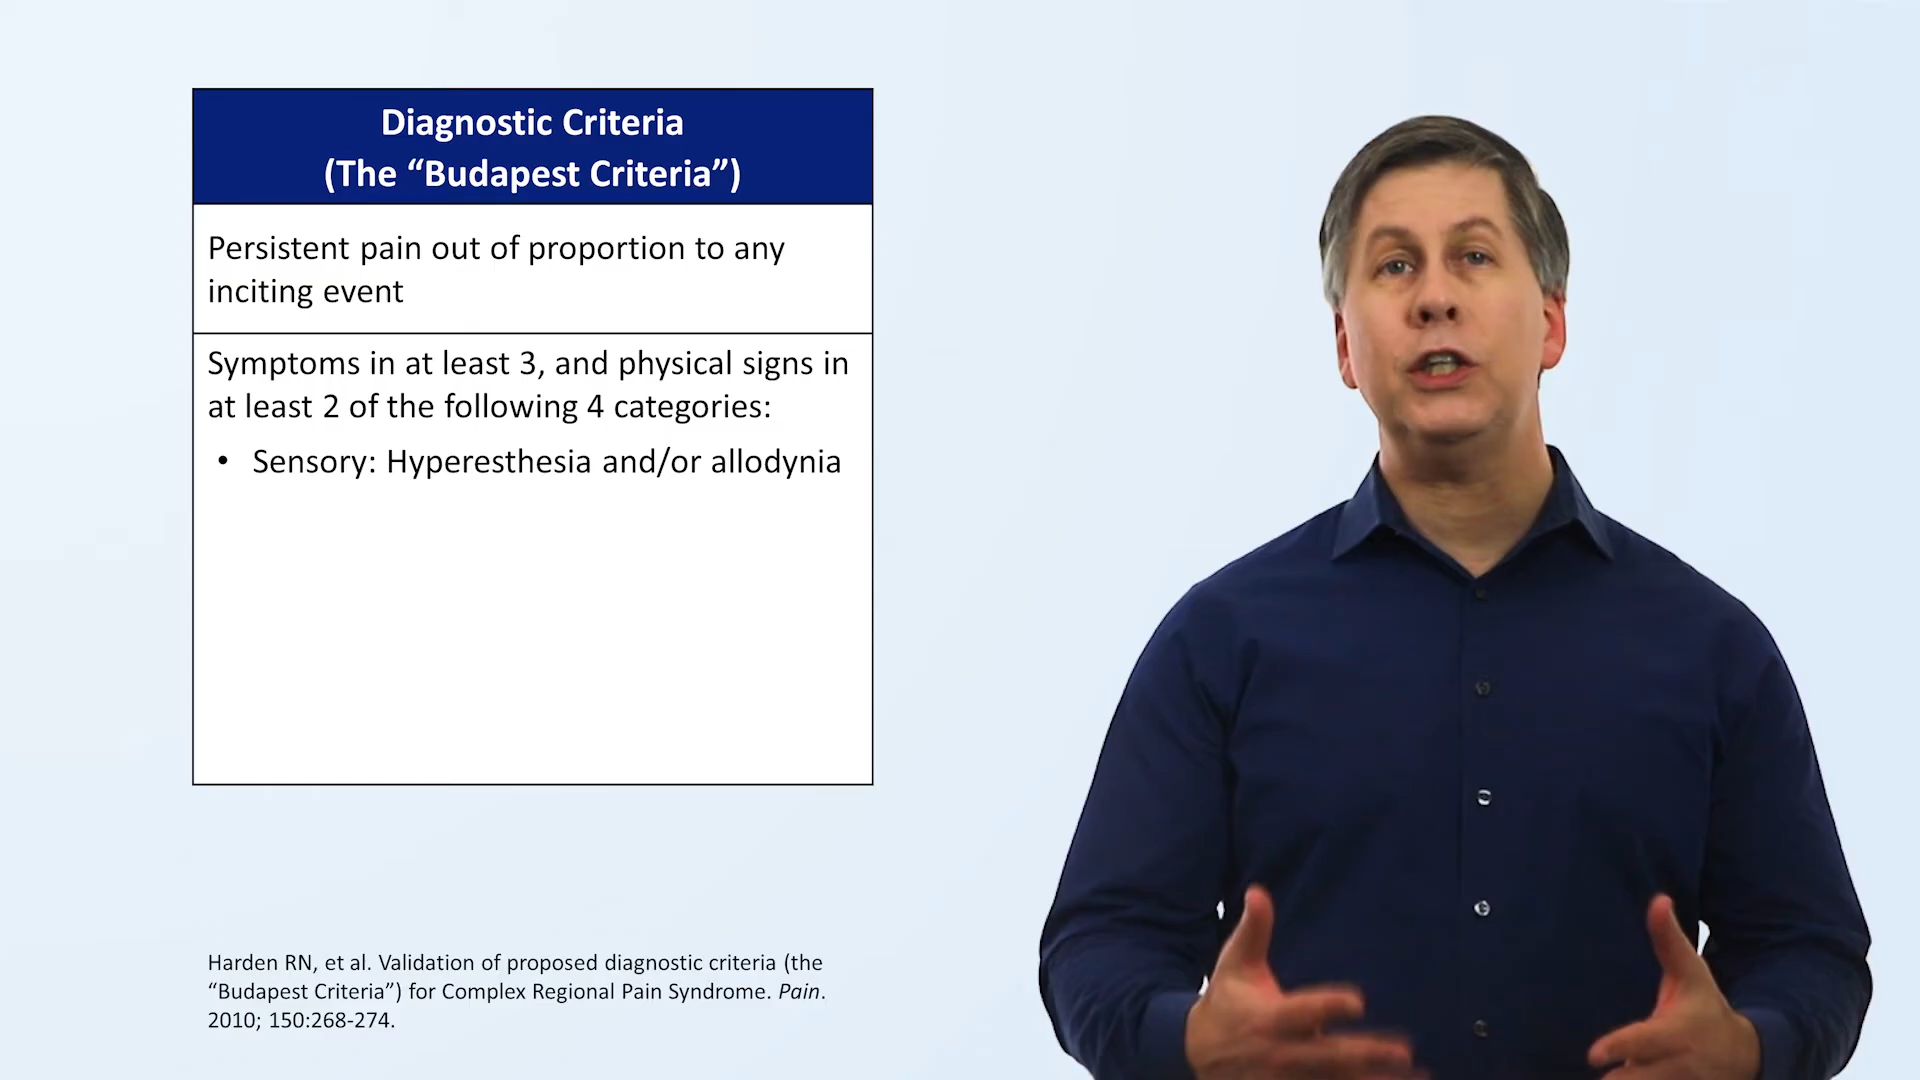 Diagnostic Criteria
(The “Budapest Criteria”)
Persistent pain out of proportion to any
inciting event
Symptoms in at least 3, and physical signs in
at least 2 of the following 4 categories:
• Sensory: Hyperesthesia and/or allodynia
Harden RN, et al. Validation of proposed diagnostic criteria (the
“Budapest Criteria”) for Complex Regional Pain Syndrome. Pain.
2010; 150:268-274.